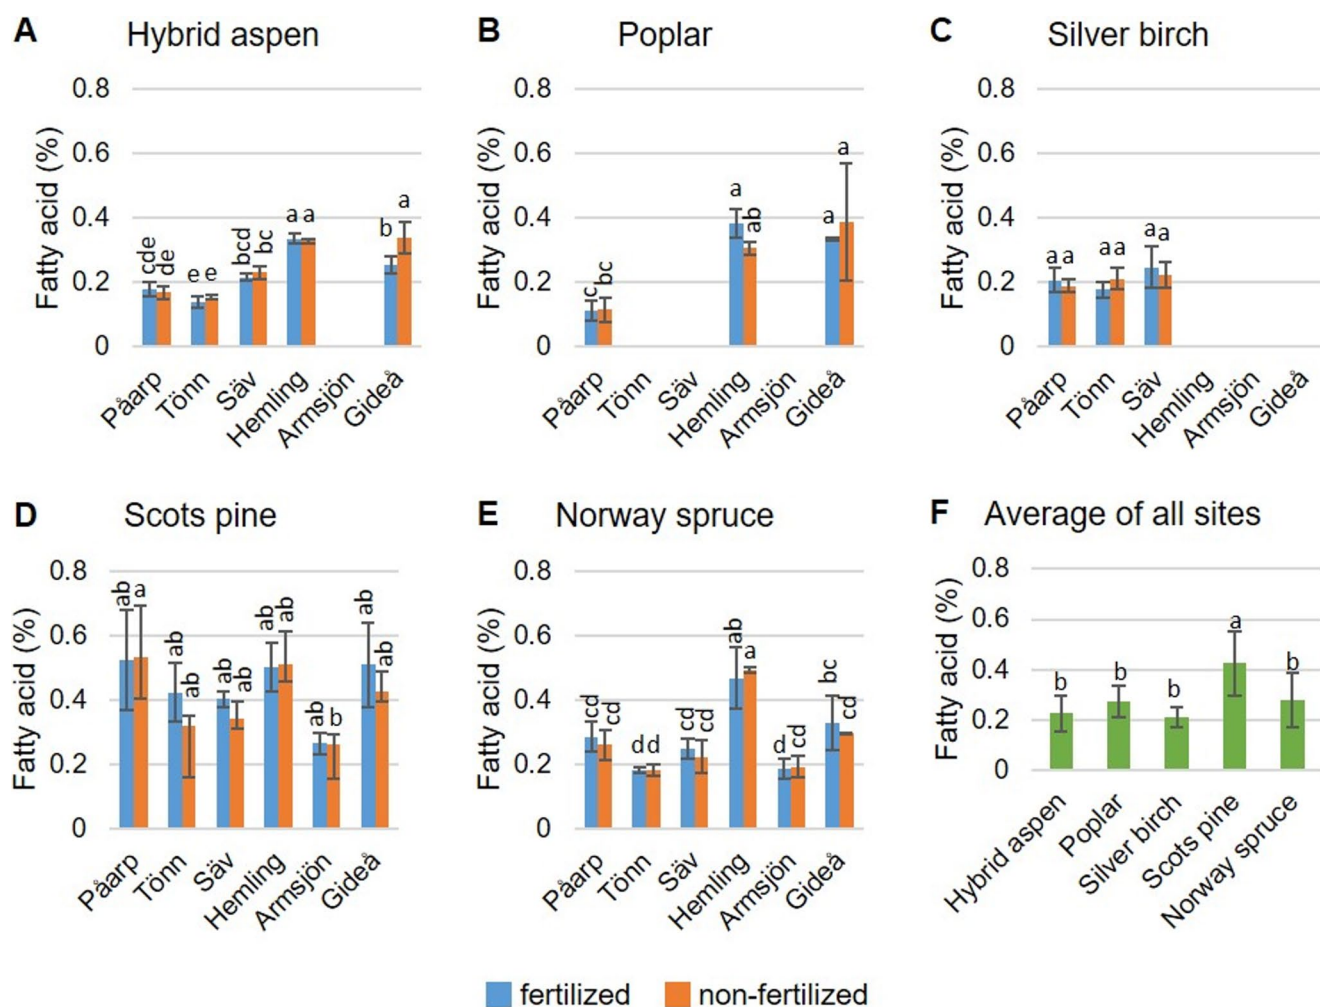 A Hybrid aspen
Fatty acid (%)
0.8
0.6
0.4
0.2
0
cde de e e bcd bc a a b a
Påarp Tönn Säv Hemling Armsjön Gideå
B Poplar
Fatty acid (%)
0.8
0.6
0.4
0.2
0
c bc a ab a a
Påarp Tönn Säv Hemling Armsjön Gideå
C Silver birch
Fatty acid (%)
0.8
0.6
0.4
0.2
0
a a a a a a
Påarp Tönn Säv Hemling Armsjön Gideå
D Scots pine
Fatty acid (%)
0.8
0.6
0.4
0.2
0
ab a ab ab ab ab ab ab ab b ab ab
Påarp Tönn Säv Hemling Armsjön Gideå
E Norway spruce
Fatty acid (%)
0.8
0.6
0.4
0.2
0
cd cd d d cd cd ab a d cd bc cd
Påarp Tönn Säv Hemling Armsjön Gideå
F Average of all sites
Fatty acid (%)
0.8
0.6
0.4
0.2
0
b b b a b
Hybrid aspen Poplar Silver birch Scots pine Norway spruce
fertilized non-fertilized